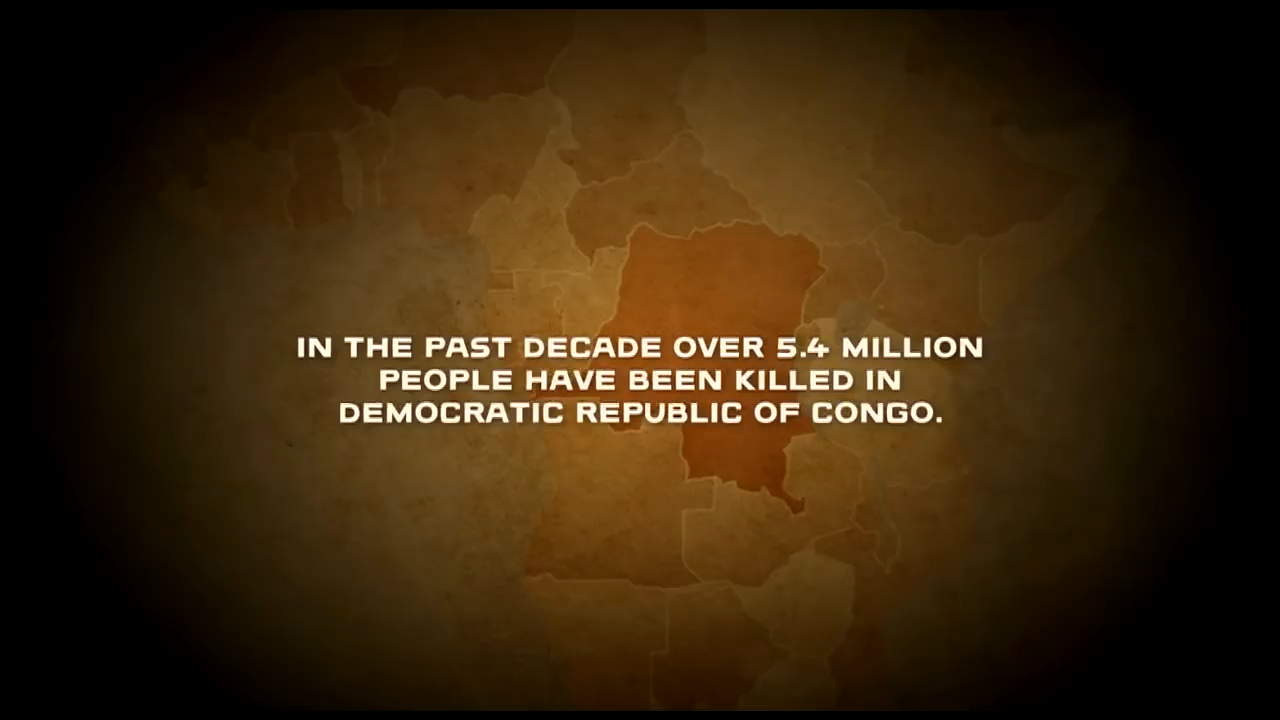 IN THE PAST DECADE OVER 5.4 MILLION
PEOPLE HAVE BEEN KILLED IN
DEMOCRATIC REPUBLIC OF CONGO.